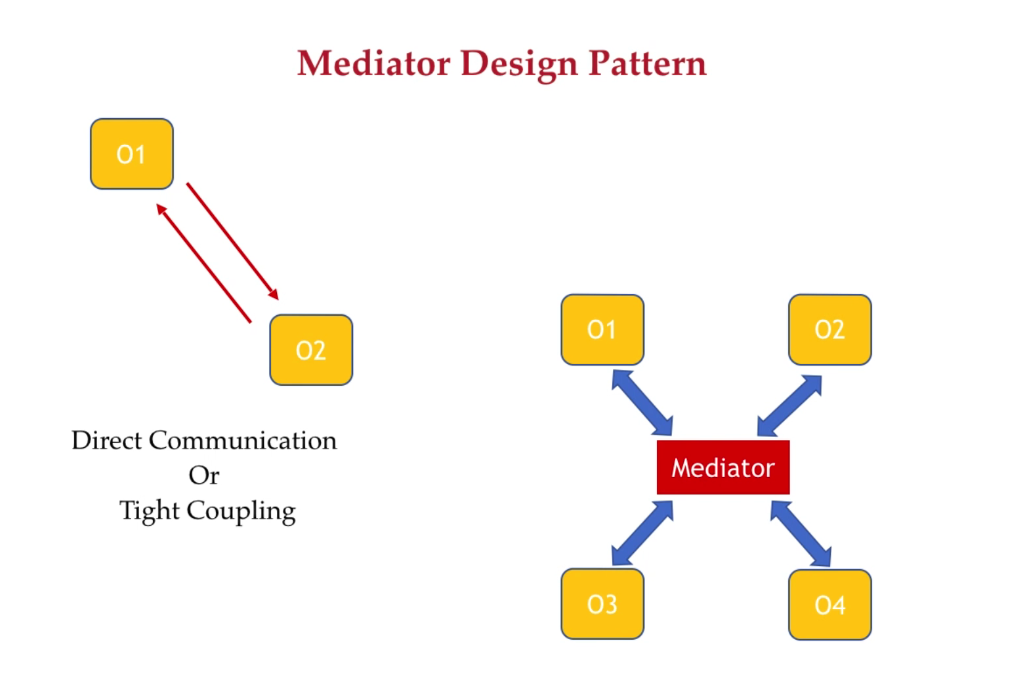 Mediator Design Pattern
O1
O2
Direct Communication
Or
Tight Coupling
O1
O2
Mediator
O3
O4